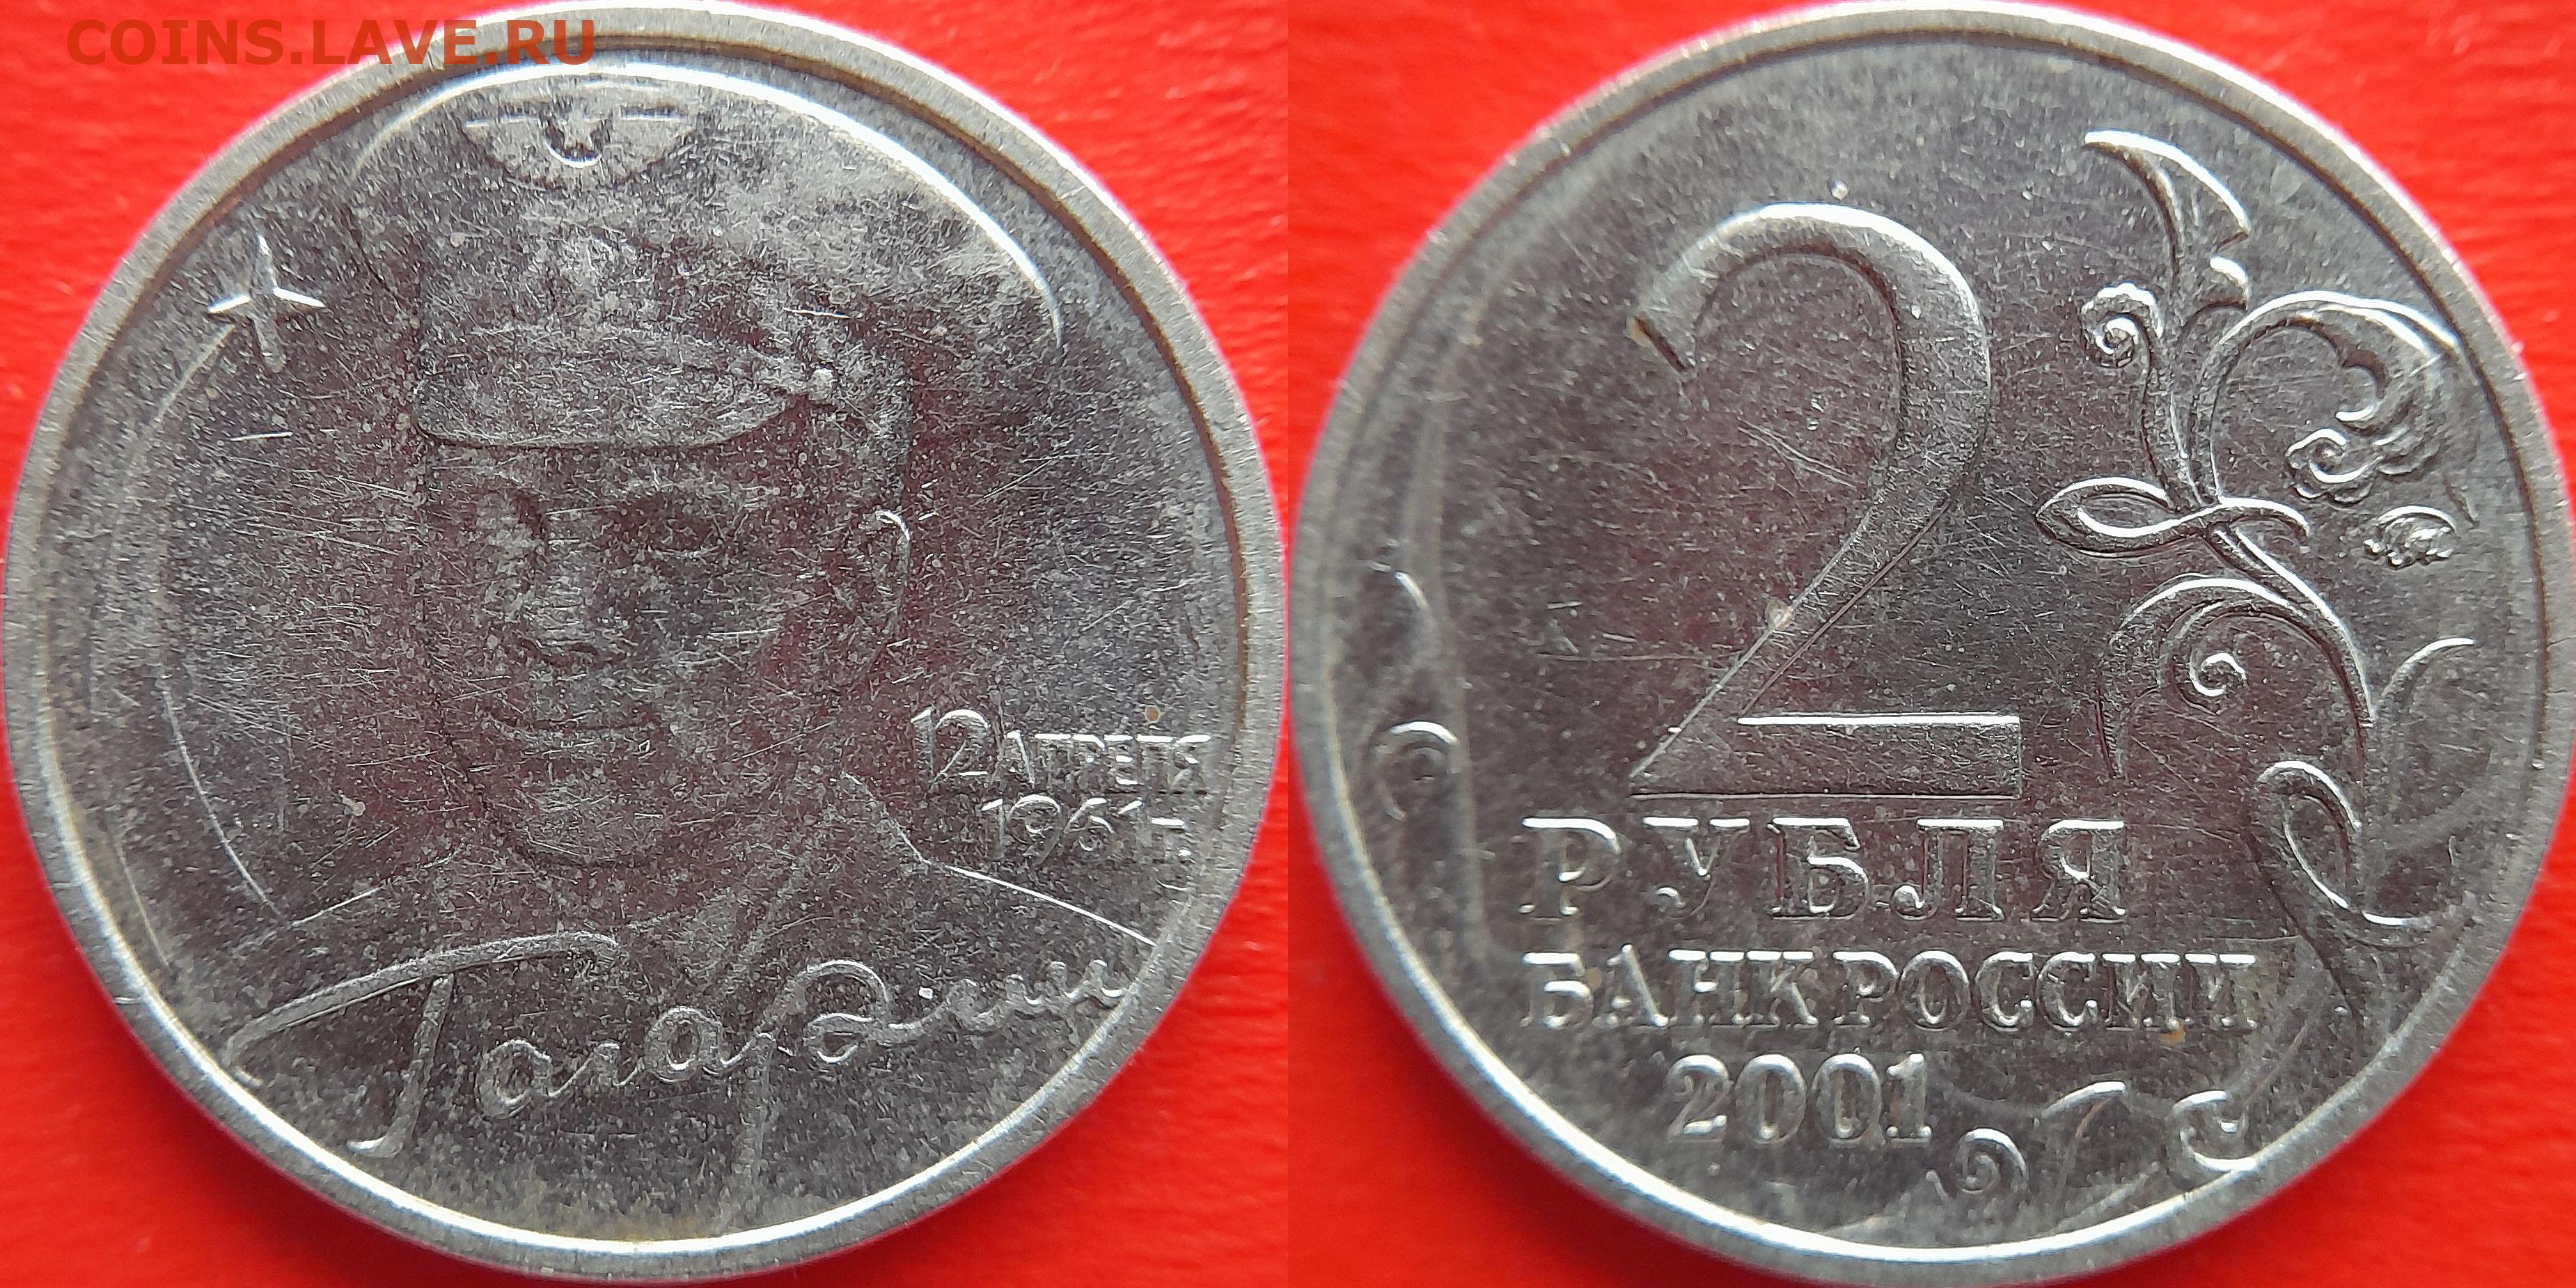 COINS.LAVE.RU
12 АПРЕЛЯ
1961 г.
Гагарин
2
РУБЛЯ
БАНК РОССИИ
2001